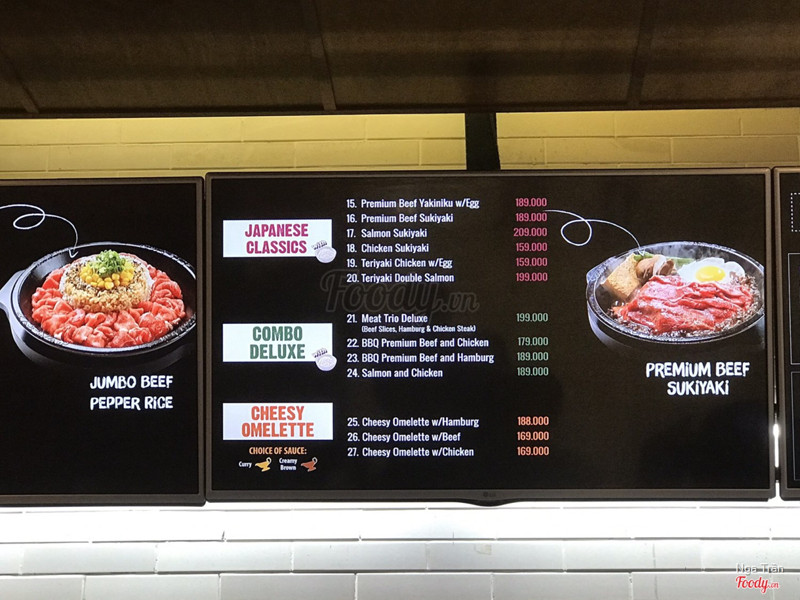 JUMBO BEEF
PEPPER RICE
JAPANESE
CLASSICS
15. Premium Beef Yakiniku w/Egg 189.000
16. Premium Beef Sukiyaki 189.000
17. Salmon Sukiyaki 209.000
18. Chicken Sukiyaki 159.000
19. Teriyaki Chicken w/Egg 159.000
20. Teriyaki Double Salmon 199.000
Foody.vn
COMBO
DELUXE
21. Meat Trio Deluxe 199.000
(Beef Slices, Hamburg & Chicken Steak)
22. BBQ Premium Beef and Chicken 179.000
23. BBQ Premium Beef and Hamburg 189.000
24. Salmon and Chicken 189.000
CHEESY
OMELETTE
CHOICE OF SAUCE:
Curry
Creamy
Brown
25. Cheesy Omelette w/Hamburg 188.000
26. Cheesy Omelette w/Beef 169.000
27. Cheesy Omelette w/Chicken 169.000
PREMIUM BEEF
SUKIYAKI
LG
Nga Trần
Foody.vn